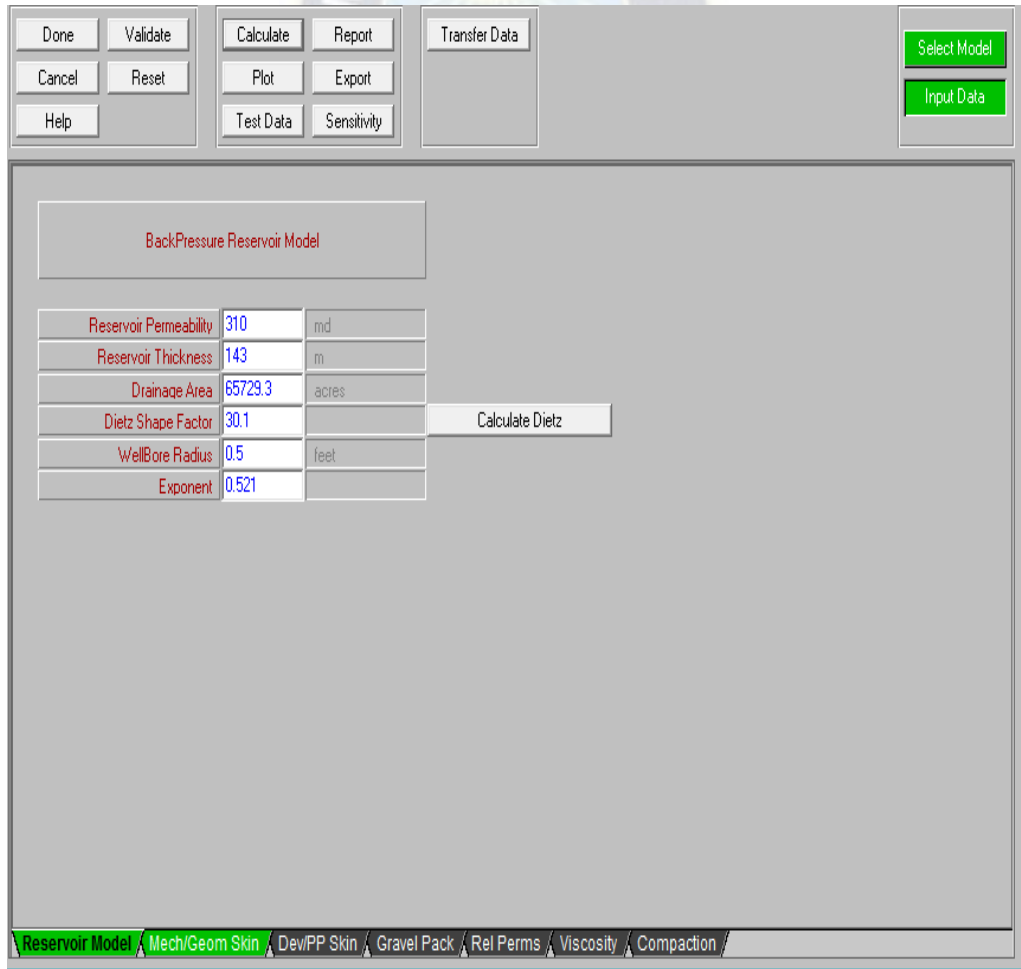 Done Validate Calculate Report Transfer Data Select Model
Cancel Reset Plot Export Input Data
Help Test Data Sensitivity
BackPressure Reservoir Model
Reservoir Permeability 310 md
Reservoir Thickness 143 m
Drainage Area 65729.3 acres
Dietz Shape Factor 30.1 Calculate Dietz
WellBore Radius 0.5 feet
Exponent 0.521
Reservoir Model Mech/Geom Skin Dev/PP Skin Gravel Pack Rel Perms Viscosity Compaction